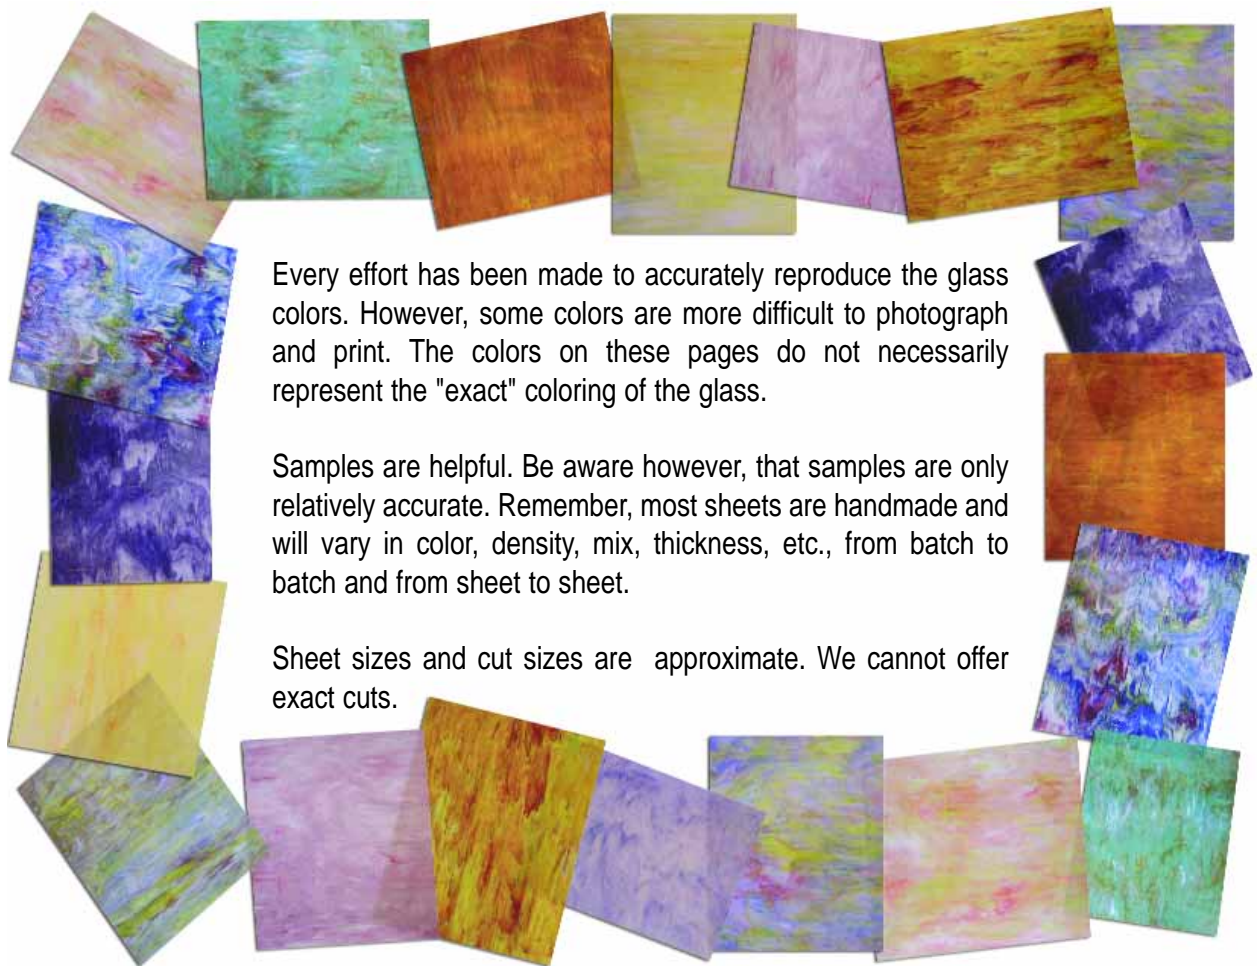 Every effort has been made to accurately reproduce the glass
colors. However, some colors are more difficult to photograph
and print. The colors on these pages do not necessarily
represent the "exact" coloring of the glass.
Samples are helpful. Be aware however, that samples are only
relatively accurate. Remember, most sheets are handmade and
will vary in color, density, mix, thickness, etc., from batch to
batch and from sheet to sheet.
Sheet sizes and cut sizes are  approximate. We cannot offer
exact cuts.